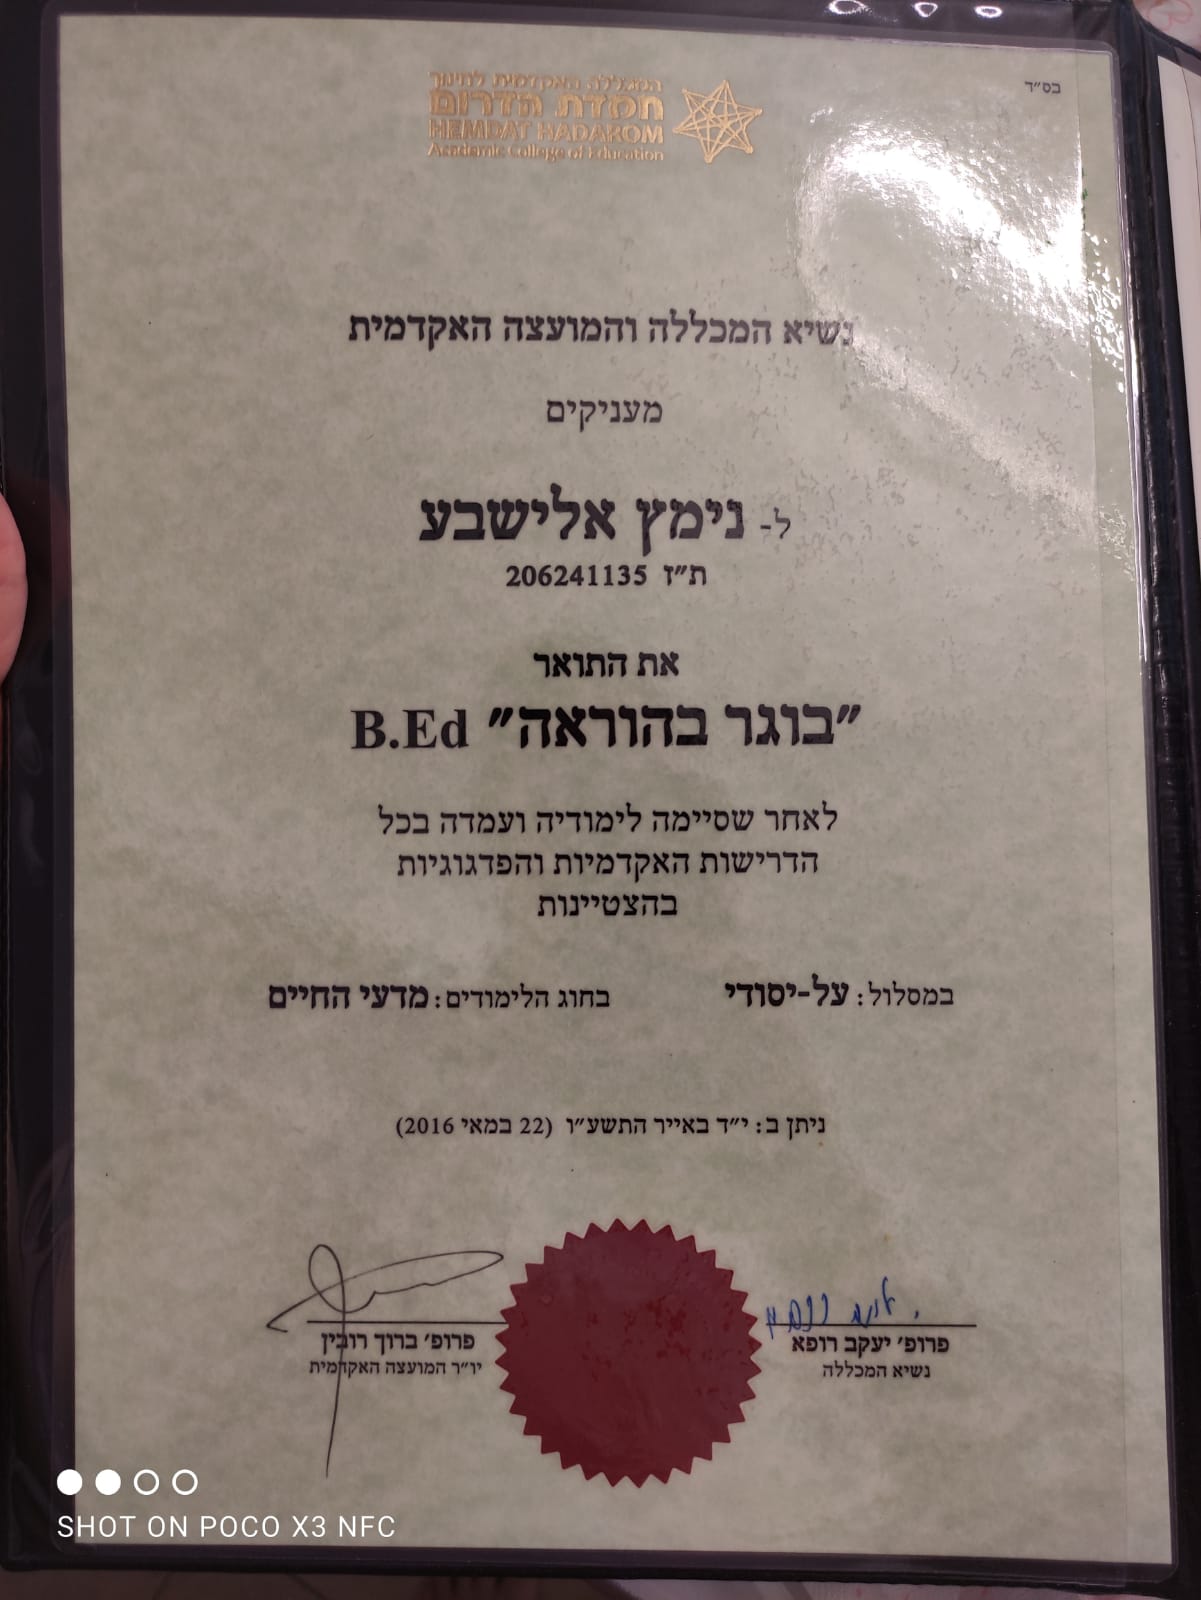 בס״ד
המכללה האקדמית לחינוך
חמדת הדרום
HEMDAT HADAROM
Academic College of Education
נשיא המכללה והמועצה האקדמית
מעניקים
ל- נימץ אלישבע
ת״ז 206241135
את התואר
״בוגר בהוראה״ B.Ed
לאחר שסיימה לימודיה ועמדה בכל
הדרישות האקדמיות והפדגוגיות
בהצטיינות
במסלול: על-יסודי בחוג הלימודים: מדעי החיים
ניתן ב: י״ד באייר התשע״ו (22 במאי 2016)
פרופ׳ יעקב רופא
נשיא המכללה
פרופ׳ ברוך רובין
יו״ר המועצה האקדמית
SHOT ON POCO X3 NFC